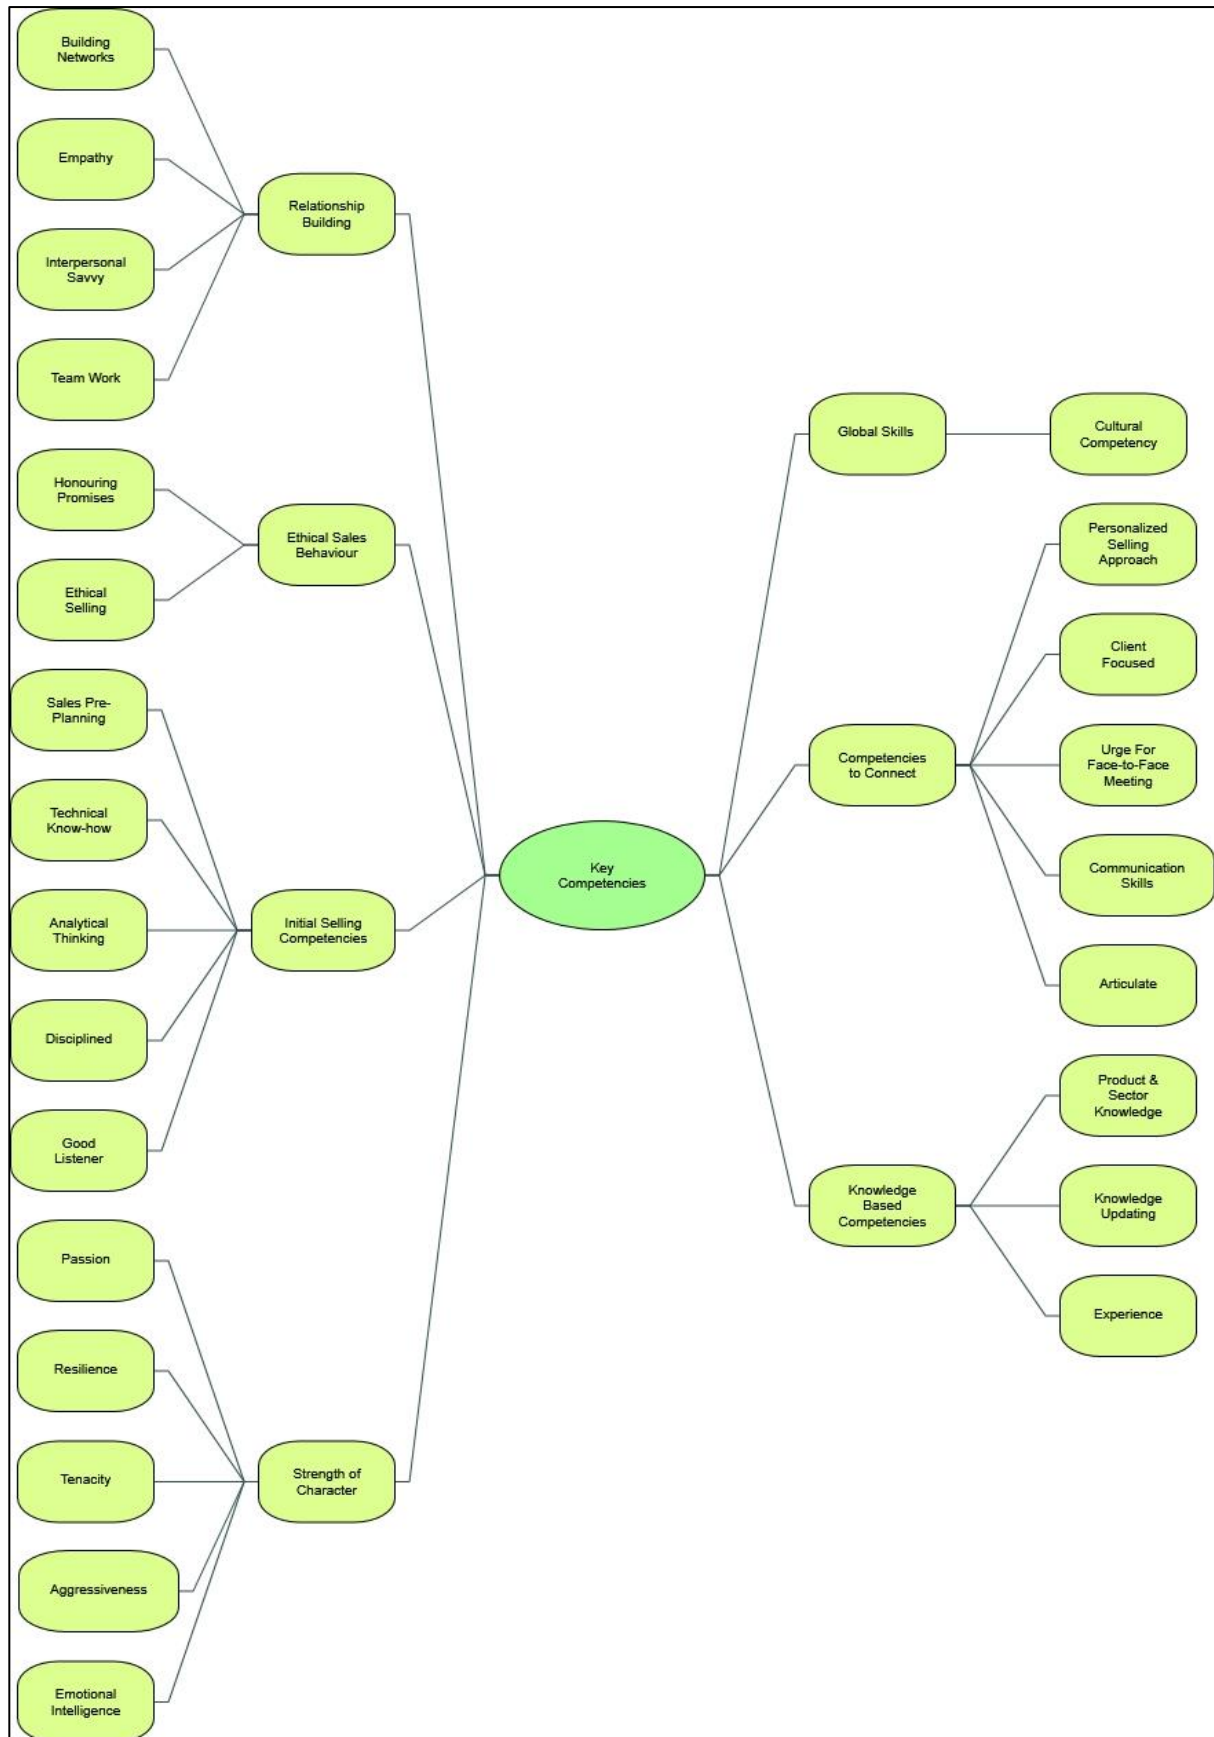 Building
Networks
Empathy
Interpersonal
Savvy
Team Work
Relationship
Building
Honouring
Promises
Ethical
Selling
Ethical Sales
Behaviour
Sales Pre-
Planning
Technical
Know-how
Analytical
Thinking
Disciplined
Good
Listener
Initial Selling
Competencies
Passion
Resilience
Tenacity
Aggressiveness
Emotional
Intelligence
Strength of
Character
Key
Competencies
Global Skills
Cultural
Competency
Competencies
to Connect
Personalized
Selling
Approach
Client
Focused
Urge For
Face-to-Face
Meeting
Communication
Skills
Articulate
Knowledge
Based
Competencies
Product &
Sector
Knowledge
Knowledge
Updating
Experience